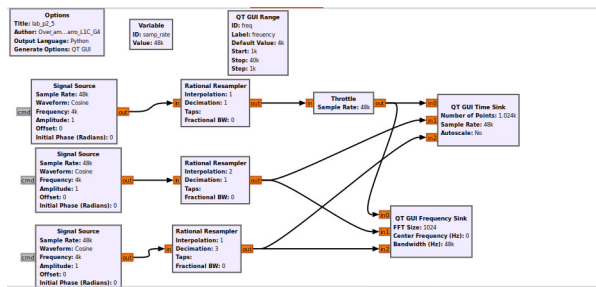 Options
Title: lab_p2_5
Author: Over_am...arro_L1C_G4
Output Language: Python
Generate Options: QT GUI
Variable
ID: samp_rate
Value: 48k
QT GUI Range
ID: freq
Label: freuency
Default Value: 4k
Start: 1k
Stop: 40k
Step: 1k
Signal Source
Sample Rate: 48k
Waveform: Cosine
Frequency: 4k
Amplitude: 1
Offset: 0
Initial Phase (Radians): 0
cmd
out
Rational Resampler
Interpolation: 1
Decimation: 1
Taps:
Fractional BW: 0
in
out
Throttle
Sample Rate: 48k
in
out
QT GUI Time Sink
Number of Points: 1.024k
Sample Rate: 48k
Autoscale: No
in0
in1
in2
Signal Source
Sample Rate: 48k
Waveform: Cosine
Frequency: 4k
Amplitude: 1
Offset: 0
Initial Phase (Radians): 0
cmd
out
Rational Resampler
Interpolation: 2
Decimation: 1
Taps:
Fractional BW: 0
in
out
QT GUI Frequency Sink
FFT Size: 1024
Center Frequency (Hz): 0
Bandwidth (Hz): 48k
in0
in1
in2
Signal Source
Sample Rate: 48k
Waveform: Cosine
Frequency: 4k
Amplitude: 1
Offset: 0
Initial Phase (Radians): 0
cmd
out
Rational Resampler
Interpolation: 1
Decimation: 3
Taps:
Fractional BW: 0
in
out